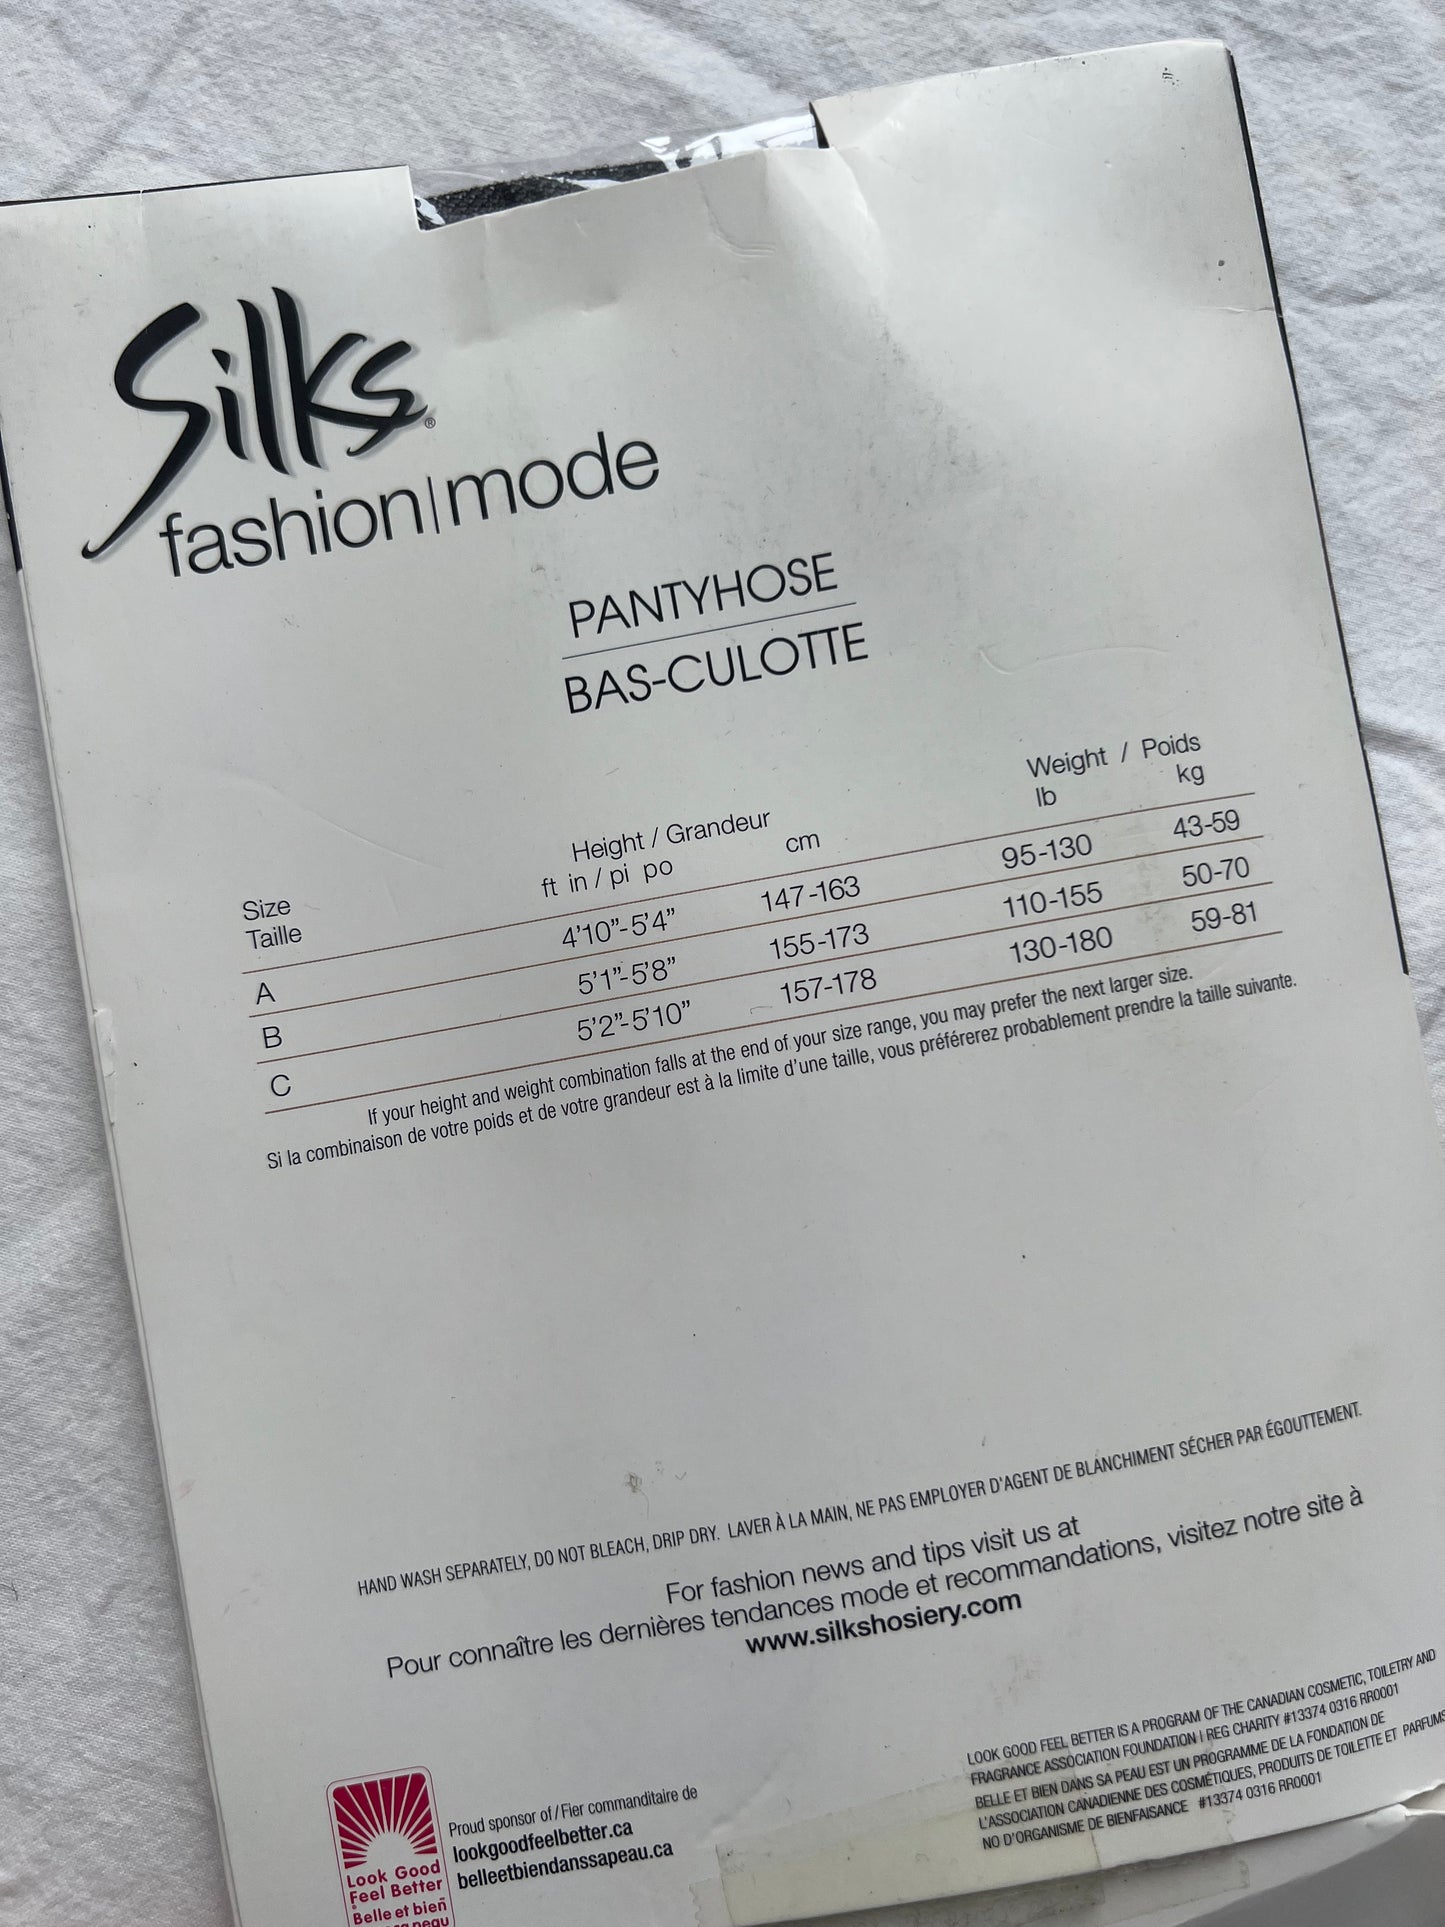 Silks®
fashion|mode
PANTYHOSE
BAS-CULOTTE
Height / Grandeur Weight / Poids
Size ft in / pi po cm lb kg
Taille
A 4'10"-5'4" 147-163 95-130 43-59
B 5'1"-5'8" 155-173 110-155 50-70
C 5'2"-5'10" 157-178 130-180 59-81
If your height and weight combination falls at the end of your size range, you may prefer the next larger size.
Si la combinaison de votre poids et de votre grandeur est à la limite d'une taille, vous préférerez probablement prendre la taille suivante.
HAND WASH SEPARATELY, DO NOT BLEACH, DRIP DRY. LAVER À LA MAIN, NE PAS EMPLOYER D'AGENT DE BLANCHIMENT SÉCHER PAR ÉGOUTTEMENT.
For fashion news and tips visit us at
Pour connaître les dernières tendances mode et recommandations, visitez notre site à
www.silkshosiery.com
Look Good
Feel Better
Belle et bien
peau
Proud sponsor of / Fier commanditaire de
lookgoodfeelbetter.ca
belleetbiendanssapeau.ca
LOOK GOOD FEEL BETTER IS A PROGRAM OF THE CANADIAN COSMETIC, TOILETRY AND
FRAGRANCE ASSOCIATION FOUNDATION | REG CHARITY #13374 0316 RR0001
BELLE ET BIEN DANS SA PEAU EST UN PROGRAMME DE LA FONDATION DE
L'ASSOCIATION CANADIENNE DES COSMÉTIQUES, PRODUITS DE TOILETTE ET PARFUMS
NO D'ORGANISME DE BIENFAISANCE #13374 0316 RR0001